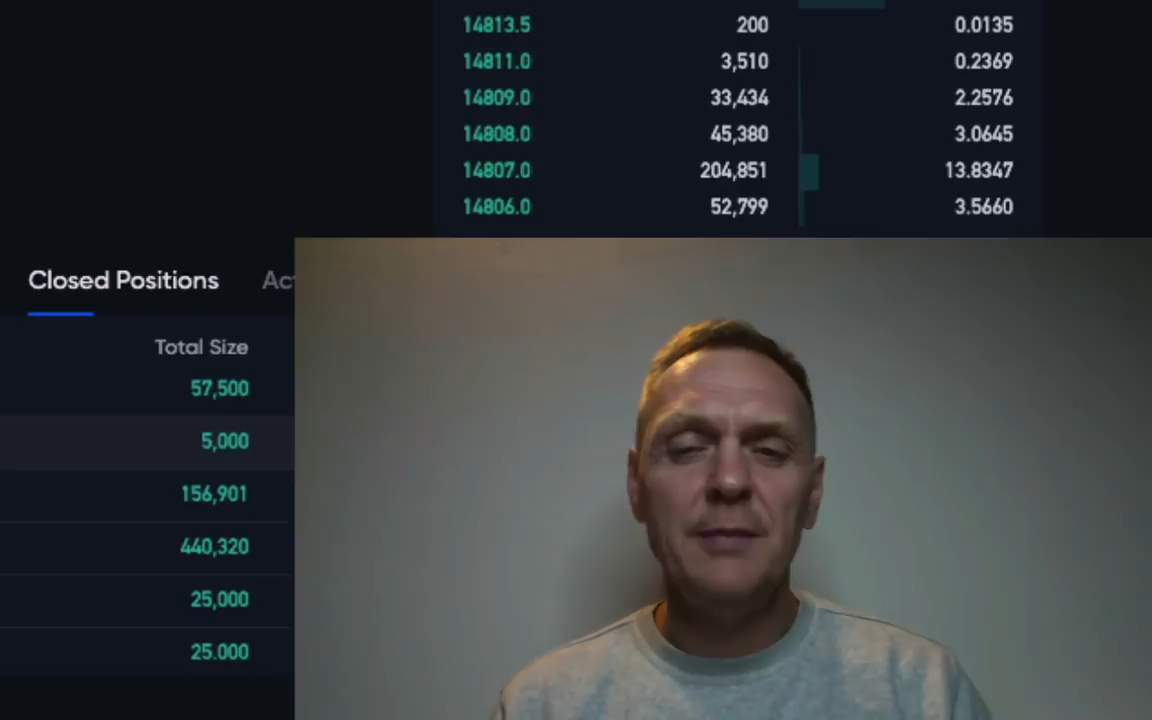 14813.5 200 0.0135
14811.0 3,510 0.2369
14809.0 33,434 2.2576
14808.0 45,380 3.0645
14807.0 204,851 13.8347
14806.0 52,799 3.5660
Closed Positions
Total Size
57,500
5,000
156,901
440,320
25,000
25.000